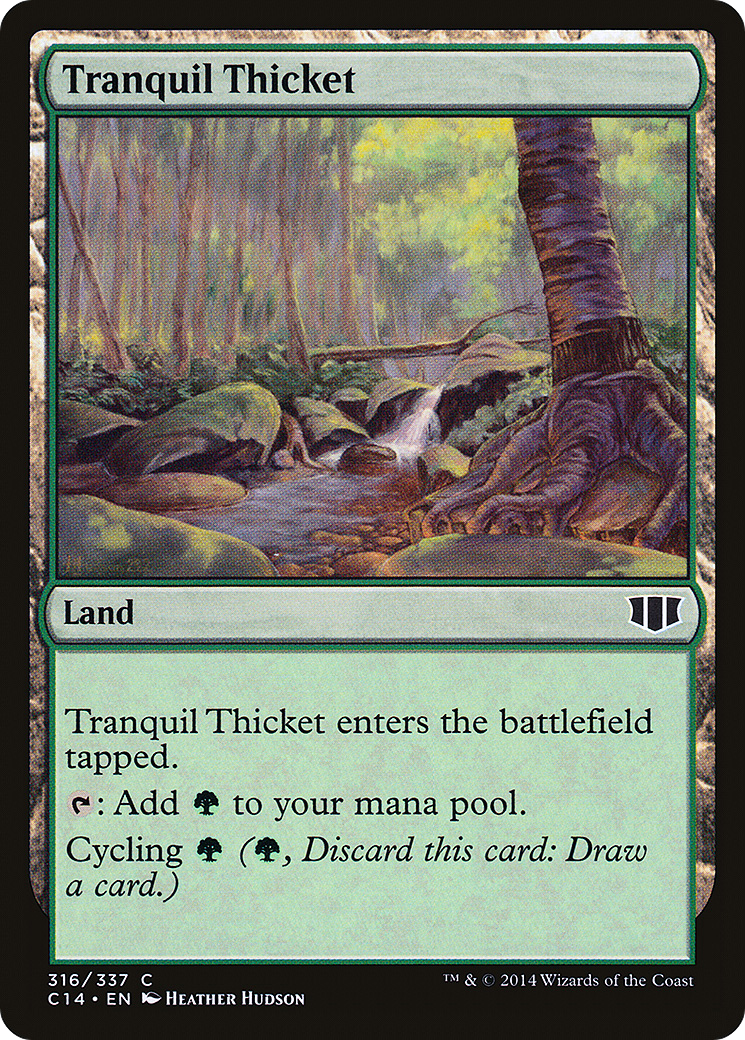 Tranquil Thicket
Land
Tranquil Thicket enters the battlefield
tapped.
: Add to your mana pool.
Cycling (, Discard this card: Draw
a card.)
316/337 C
™ & © 2014 Wizards of the Coast
C14 • EN Heather Hudson